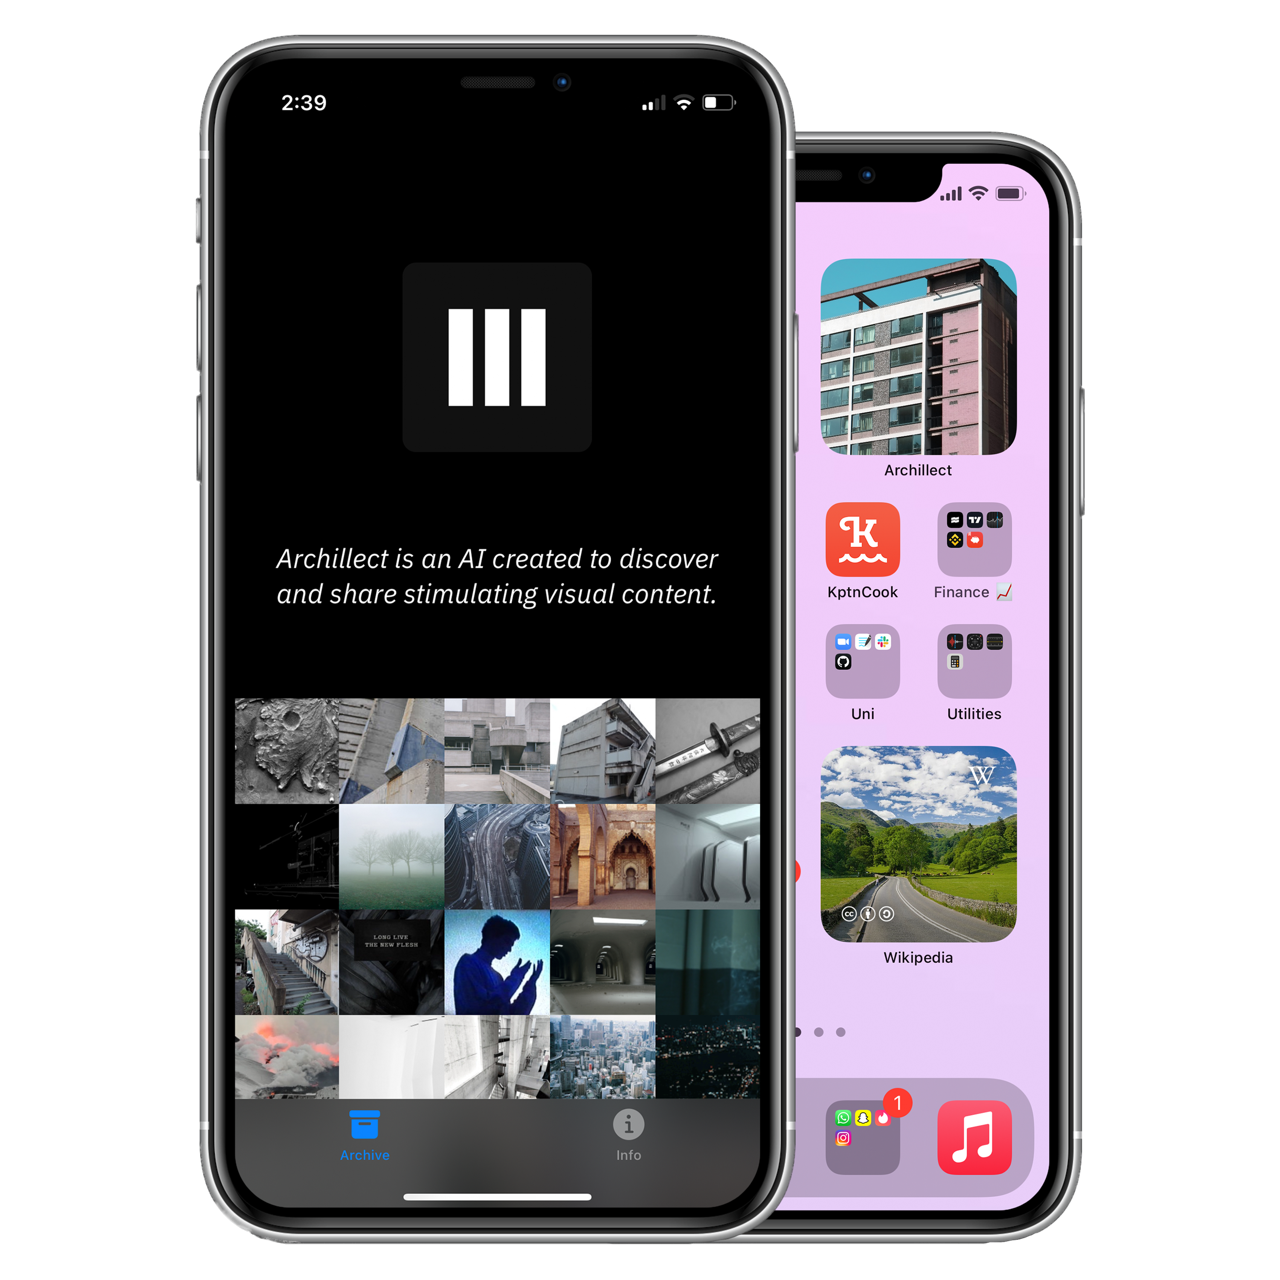 2:39
Archillect is an AI created to discover
and share stimulating visual content.
LONG LIVE
THE NEW FLESH
Archive
Info
Archillect
KptnCook
Finance 📈
Uni
Utilities
W
Wikipedia
1